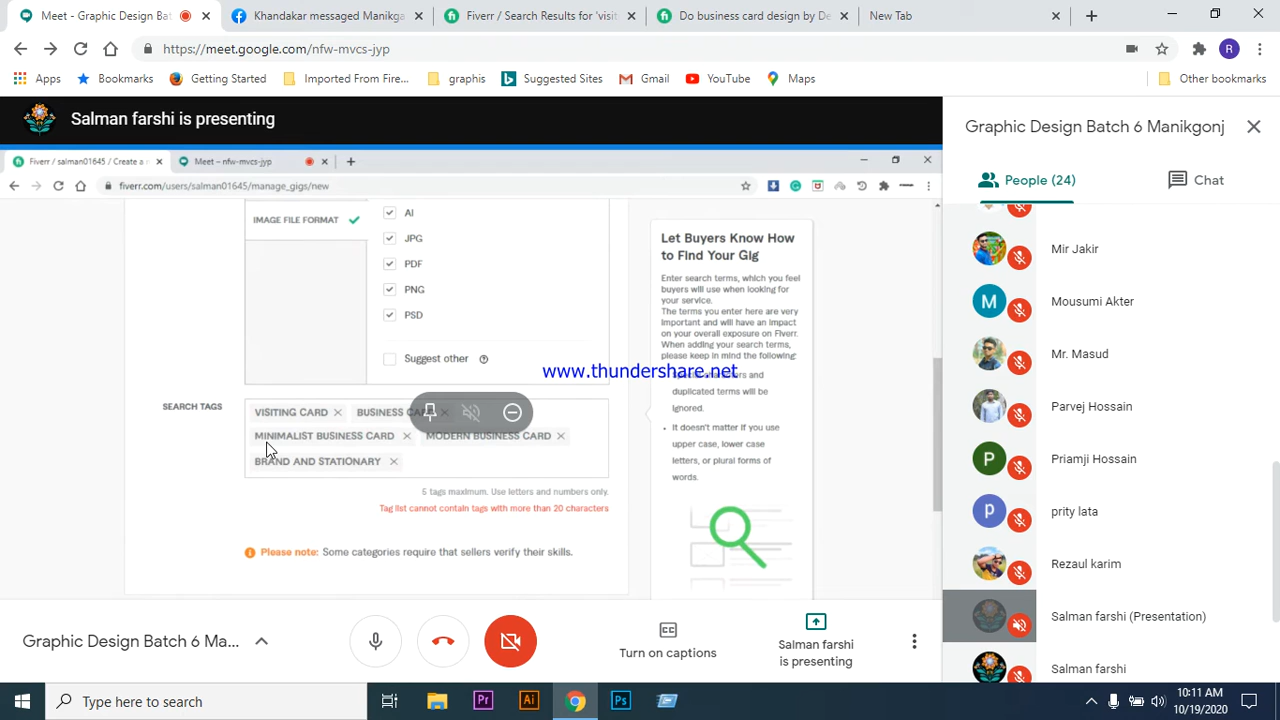 Meet - Graphic Design Bat
Khandakar messaged Manikga
Fiverr / Search Results for 'visit
Do business card design by De
New Tab
https://meet.google.com/nfw-mvcs-jyp
R
Apps
Bookmarks
Getting Started
Imported From Fire...
graphis
Suggested Sites
Gmail
YouTube
Maps
Other bookmarks
Salman farshi is presenting
Fiverr / salman01645 / Create a n
Meet – nfw-mvcs-jyp
fiverr.com/users/salman01645/manage_gigs/new
IMAGE FILE FORMAT
AI
JPG
PDF
PNG
PSD
Suggest other
www.thundershare.net
SEARCH TAGS
VISITING CARD
BUSINESS CARD
MINIMALIST BUSINESS CARD
MODERN BUSINESS CARD
BRAND AND STATIONARY
5 tags maximum. Use letters and numbers only.
Tag list cannot contain tags with more than 20 characters
Please note: Some categories require that sellers verify their skills.
Let Buyers Know How
to Find Your Gig
Enter search terms, which you feel
buyers will use when looking for
your service.
The terms you enter here are very
important and will have an impact
on your overall exposure on Fiverr.
When adding your search terms,
please keep in mind the following:
characters and
duplicated terms will be
ignored.
It doesn't matter if you use
upper case, lower case
letters, or plural forms of
words.
Graphic Design Batch 6 Manikgonj
People (24)
Chat
Mir Jakir
M
Mousumi Akter
Mr. Masud
Parvej Hossain
P
Priamji Hossain
p
prity lata
Rezaul karim
Salman farshi (Presentation)
Salman farshi
Graphic Design Batch 6 Ma...
Turn on captions
Salman farshi
is presenting
Type here to search
Pr
Ai
Ps
10:11 AM
10/19/2020